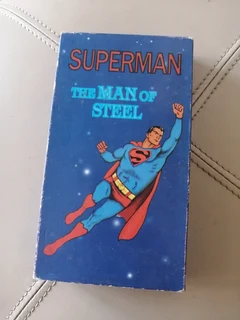 SUPERMAN
THE MAN OF
STEEL
S